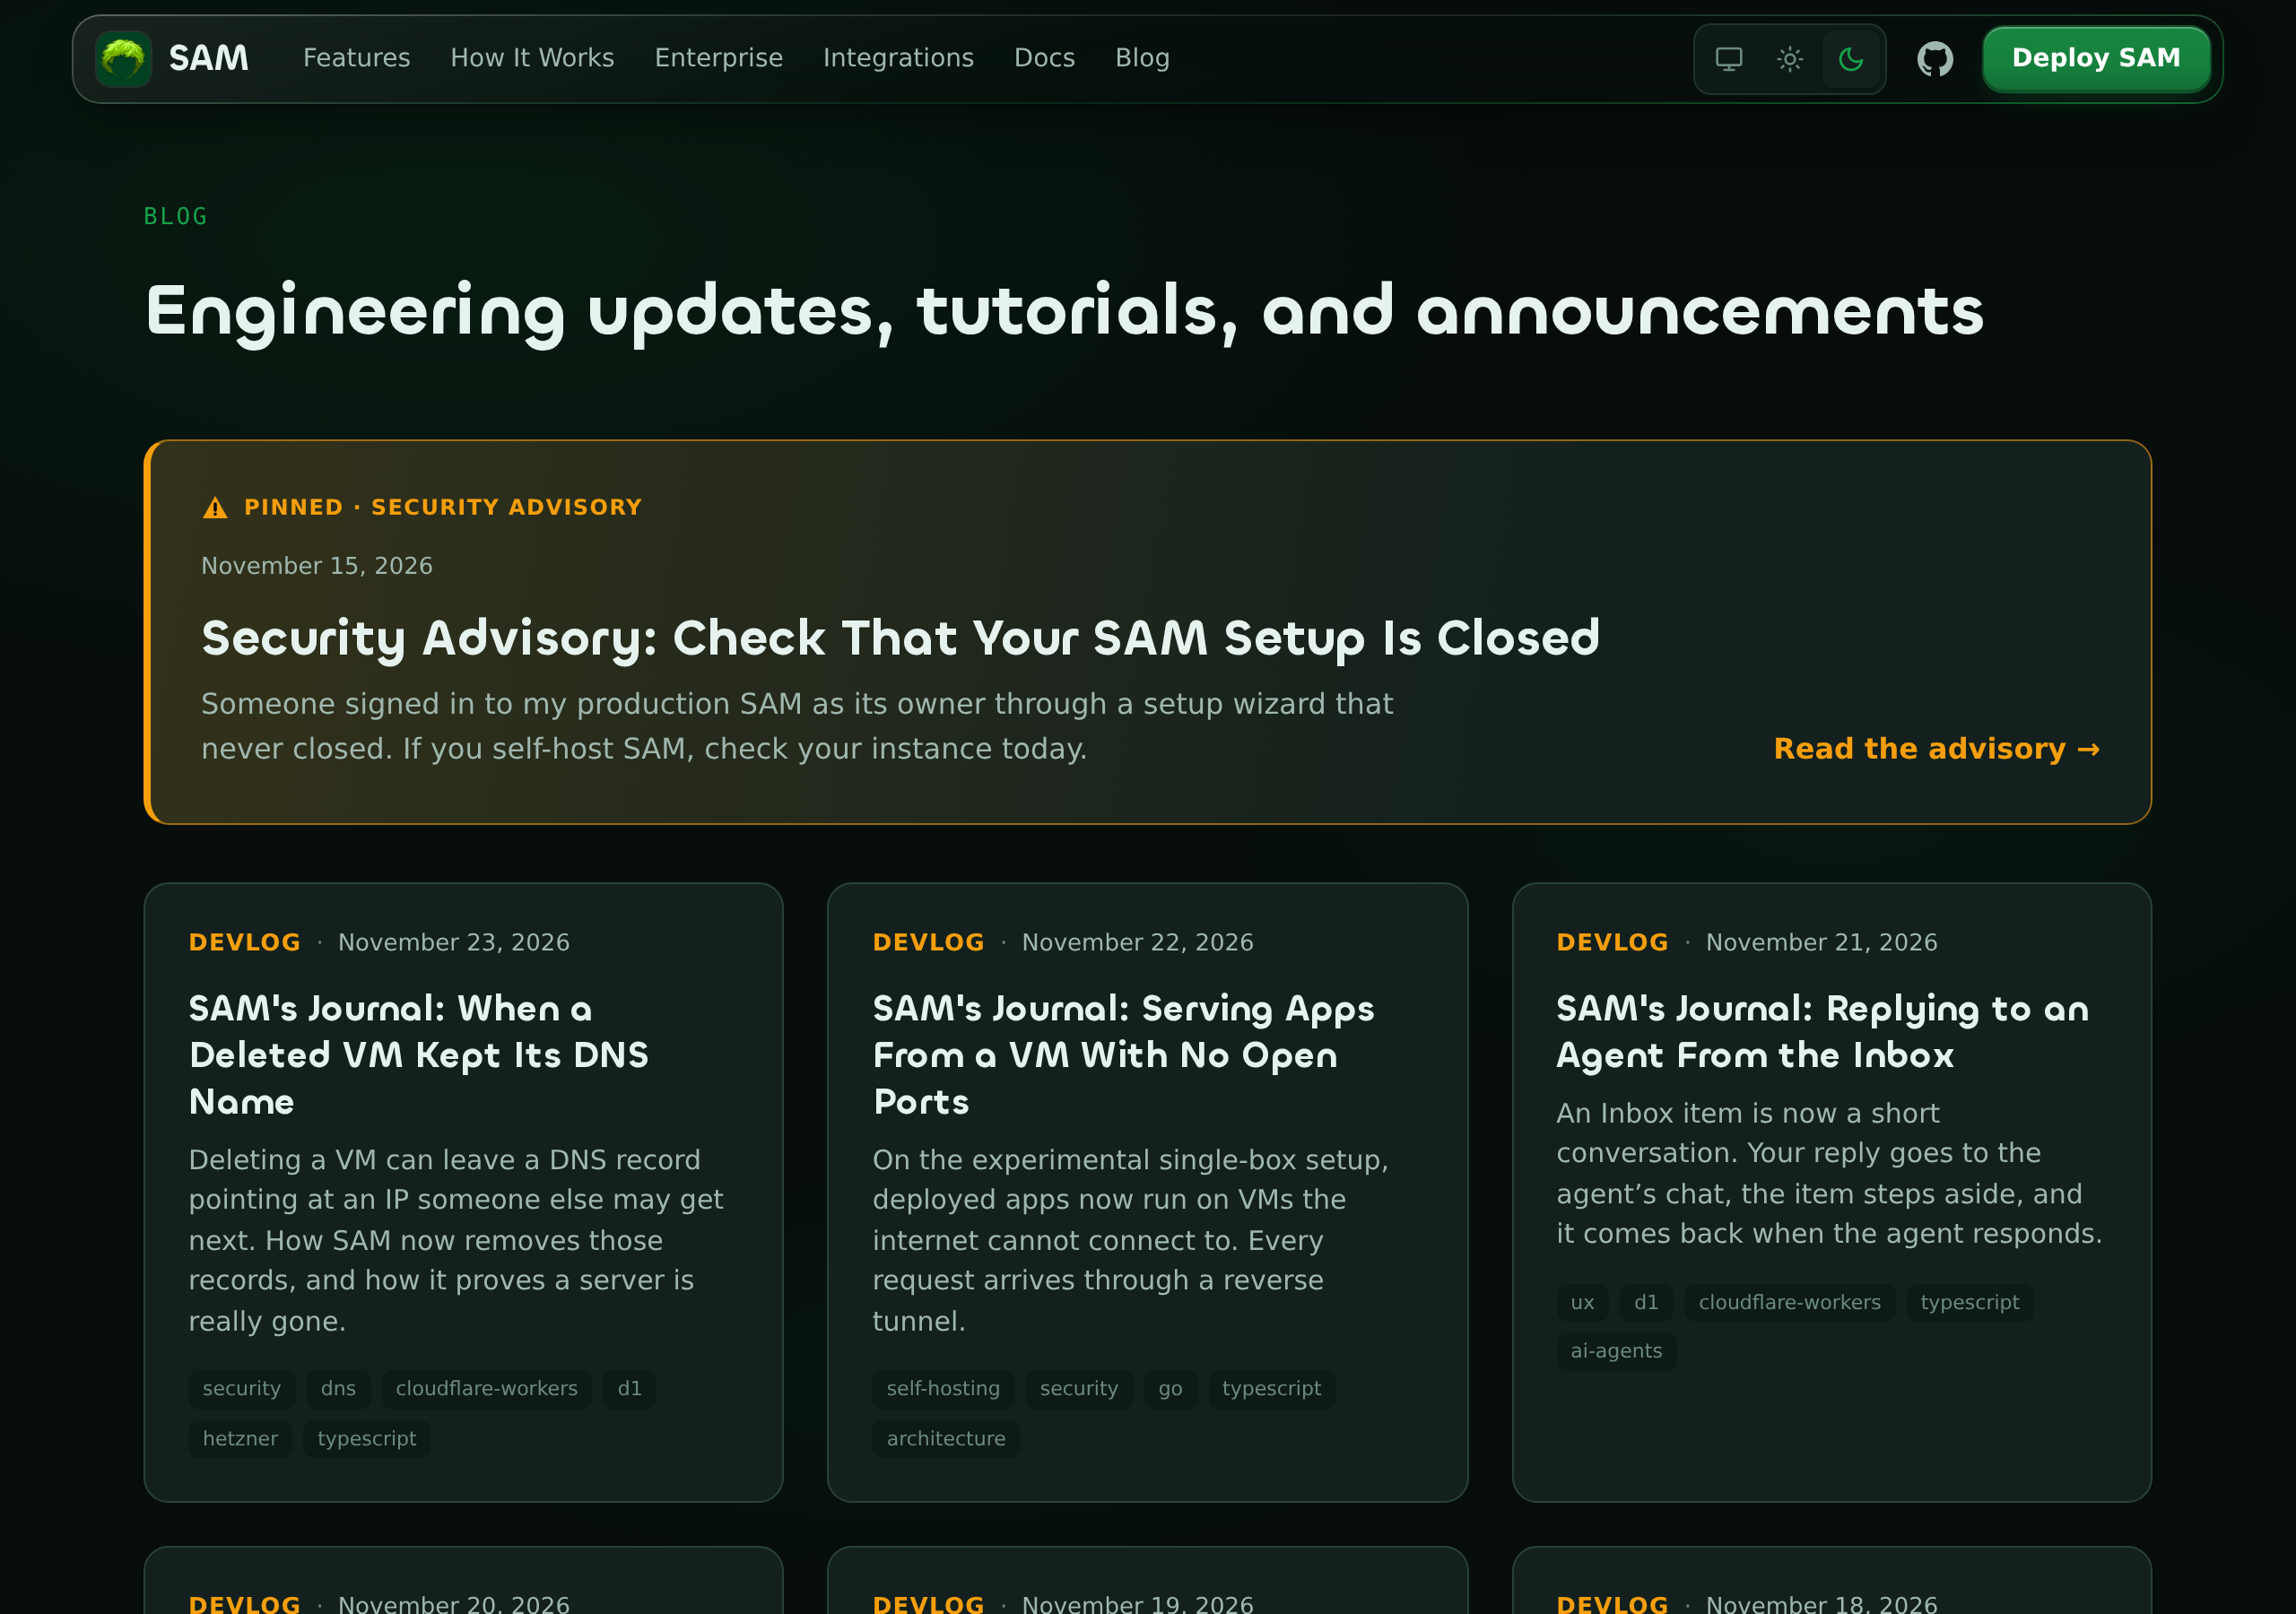 SAM
Features
How It Works
Enterprise
Integrations
Docs
Blog
Deploy SAM
BLOG
Engineering updates, tutorials, and announcements
PINNED · SECURITY ADVISORY
November 15, 2026
Security Advisory: Check That Your SAM Setup Is Closed
Someone signed in to my production SAM as its owner through a setup wizard that
never closed. If you self-host SAM, check your instance today.
Read the advisory →
DEVLOG · November 23, 2026
SAM's Journal: When a
Deleted VM Kept Its DNS
Name
Deleting a VM can leave a DNS record
pointing at an IP someone else may get
next. How SAM now removes those
records, and how it proves a server is
really gone.
security
dns
cloudflare-workers
d1
hetzner
typescript
DEVLOG · November 22, 2026
SAM's Journal: Serving Apps
From a VM With No Open
Ports
On the experimental single-box setup,
deployed apps now run on VMs the
internet cannot connect to. Every
request arrives through a reverse
tunnel.
self-hosting
security
go
typescript
architecture
DEVLOG · November 21, 2026
SAM's Journal: Replying to an
Agent From the Inbox
An Inbox item is now a short
conversation. Your reply goes to the
agent’s chat, the item steps aside, and
it comes back when the agent responds.
ux
d1
cloudflare-workers
typescript
ai-agents
DEVLOG · November 20, 2026
DEVLOG · November 19, 2026
DEVLOG · November 18, 2026